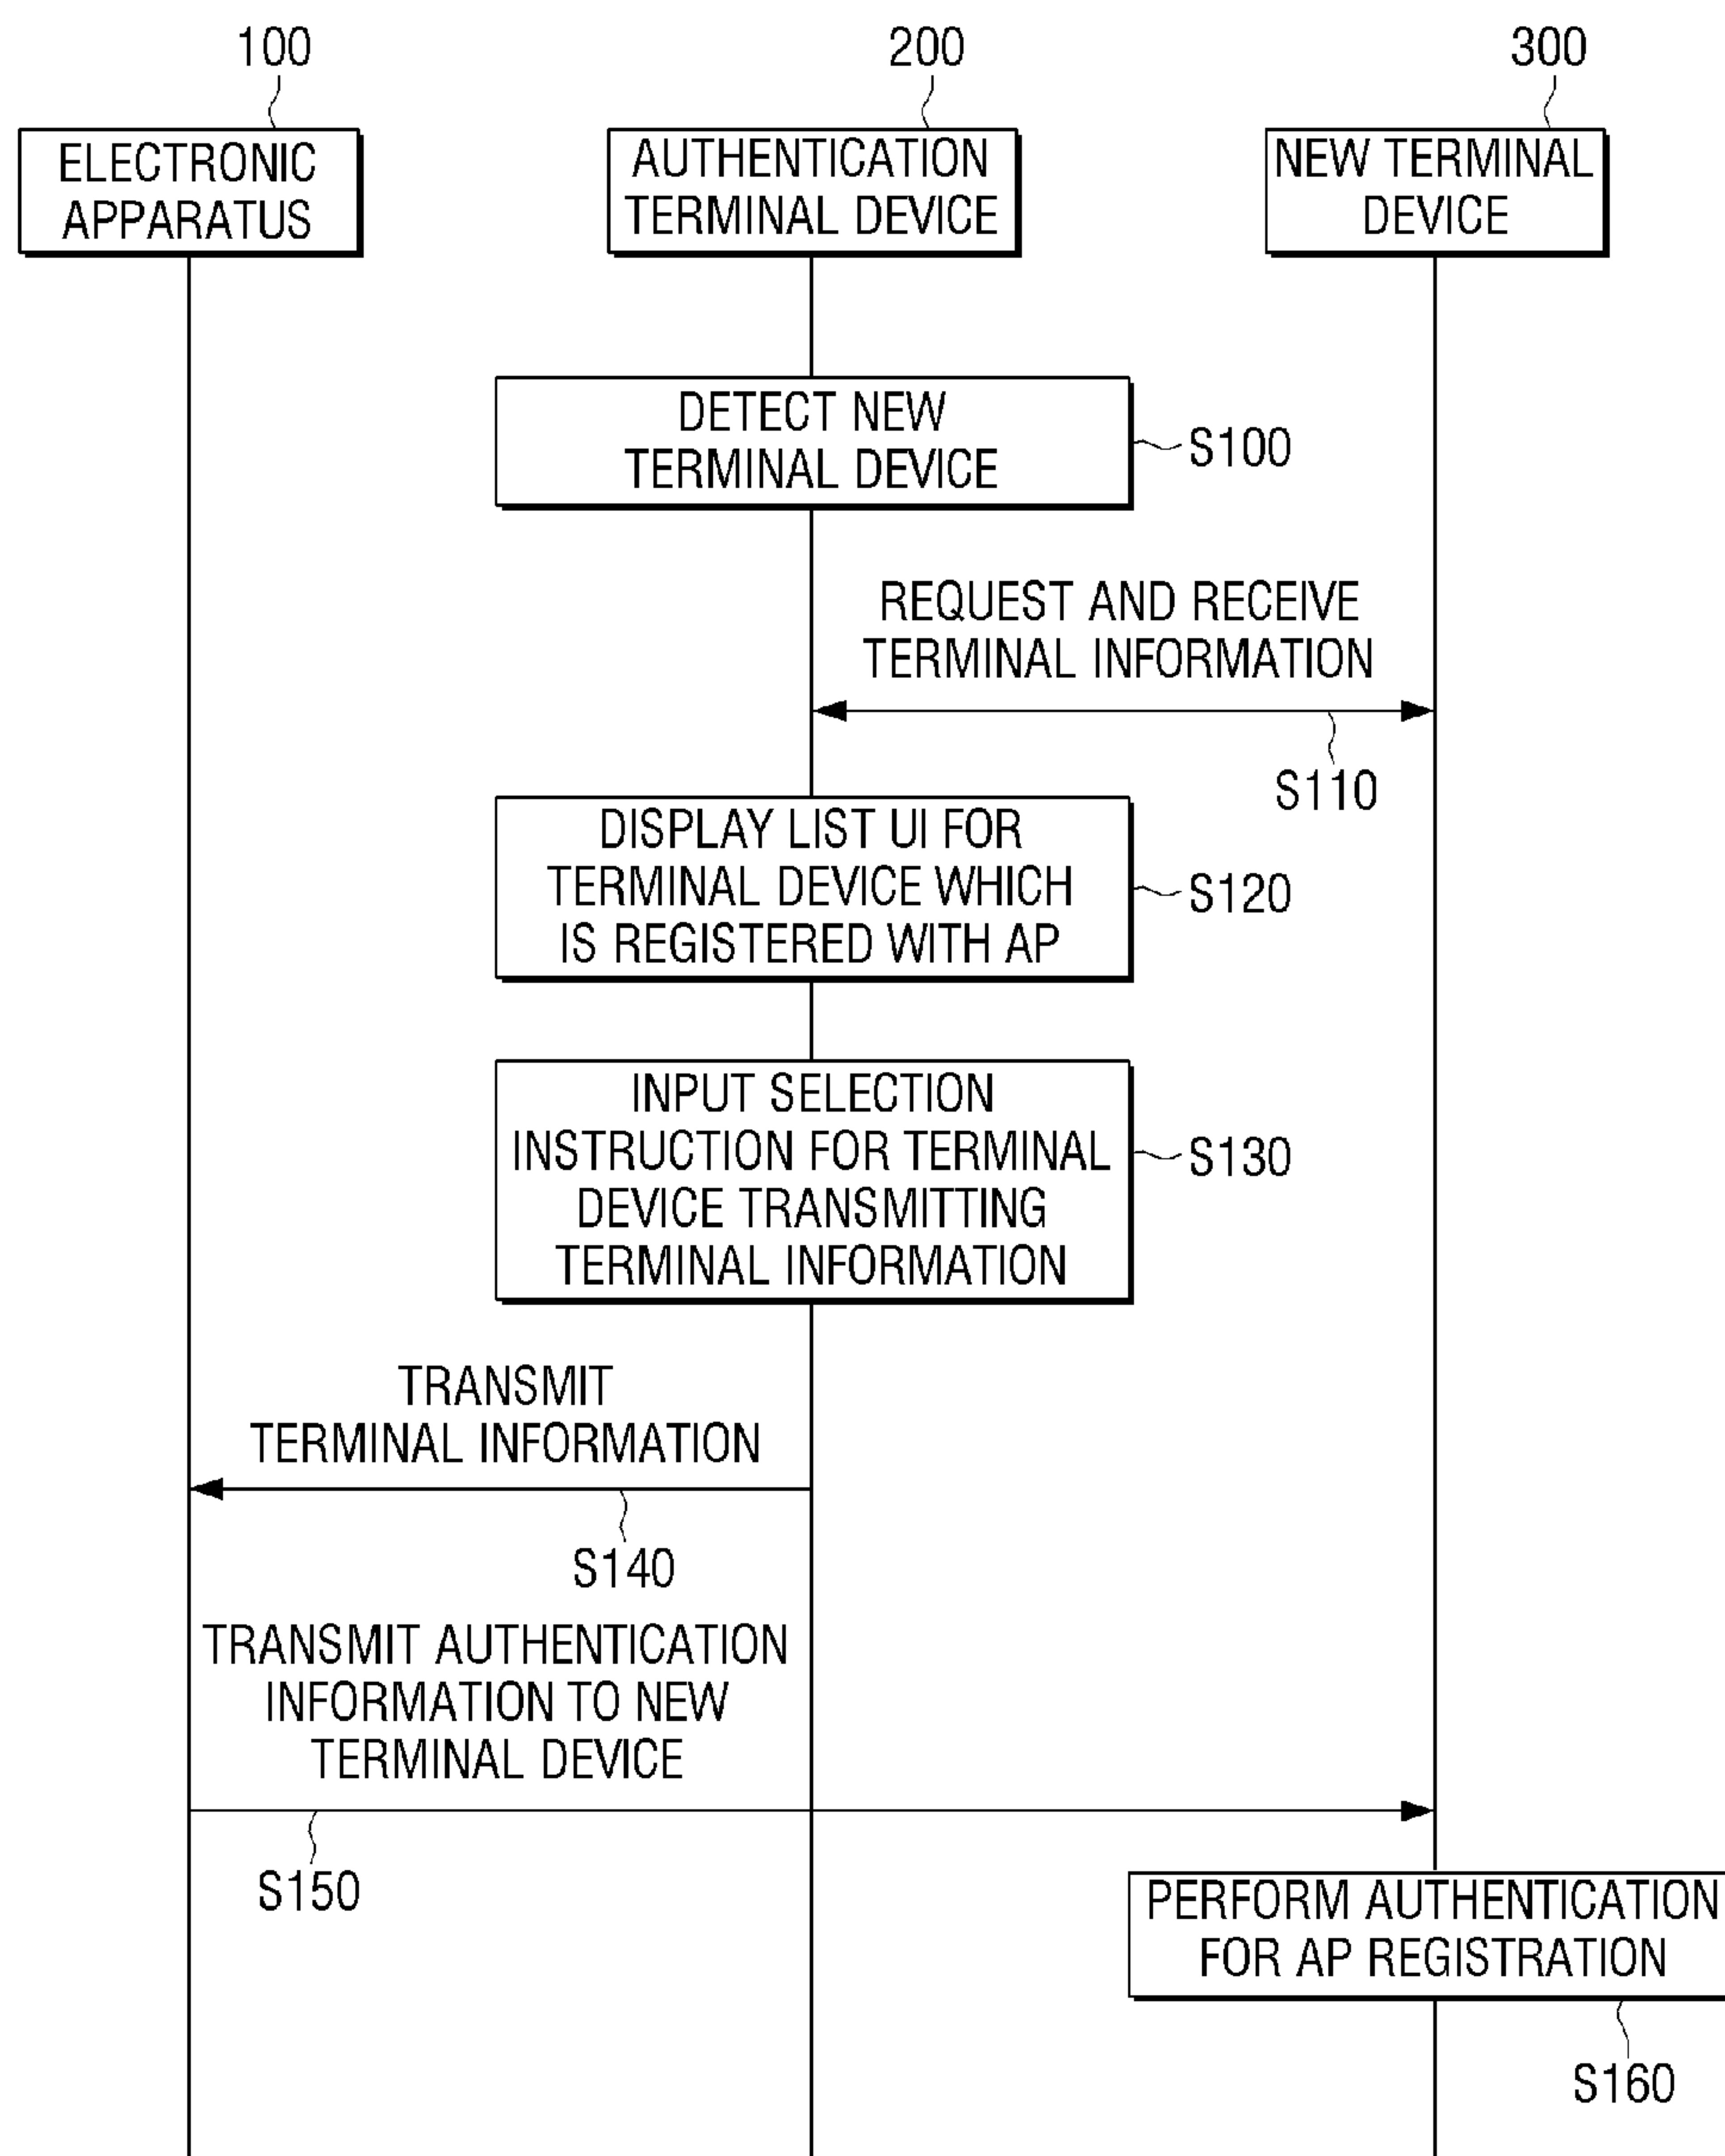 100
200
300
ELECTRONIC
APPARATUS
AUTHENTICATION
TERMINAL DEVICE
NEW TERMINAL
DEVICE
DETECT NEW
TERMINAL DEVICE
S100
REQUEST AND RECEIVE
TERMINAL INFORMATION
S110
DISPLAY LIST UI FOR
TERMINAL DEVICE WHICH
IS REGISTERED WITH AP
S120
INPUT SELECTION
INSTRUCTION FOR TERMINAL
DEVICE TRANSMITTING
TERMINAL INFORMATION
S130
TRANSMIT
TERMINAL INFORMATION
S140
TRANSMIT AUTHENTICATION
INFORMATION TO NEW
TERMINAL DEVICE
S150
PERFORM AUTHENTICATION
FOR AP REGISTRATION
S160